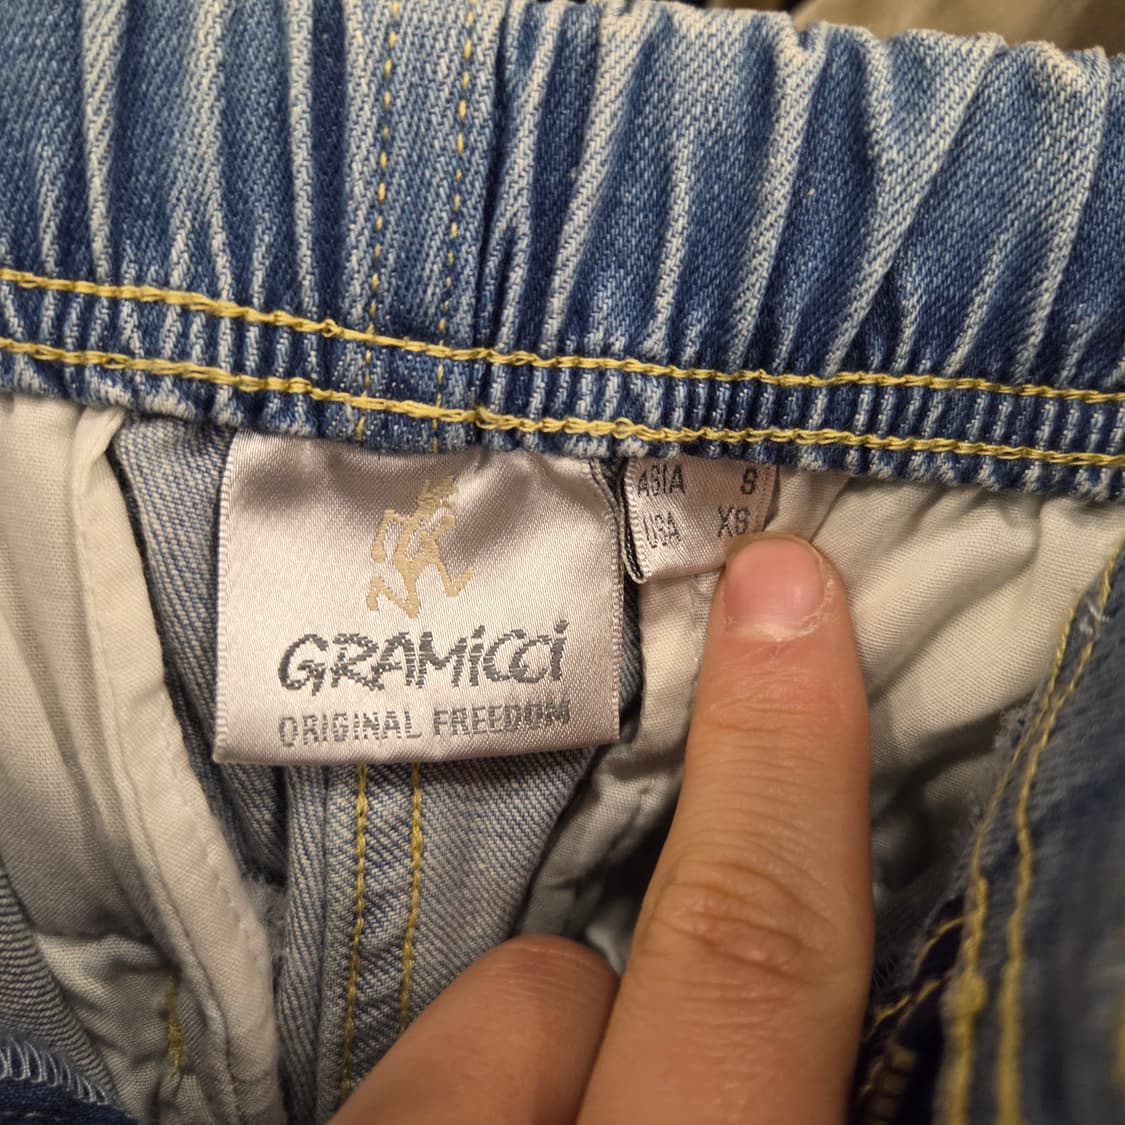 GRAMiCCi
ORIGINAL FREEDOM
ASIA S
USA XS